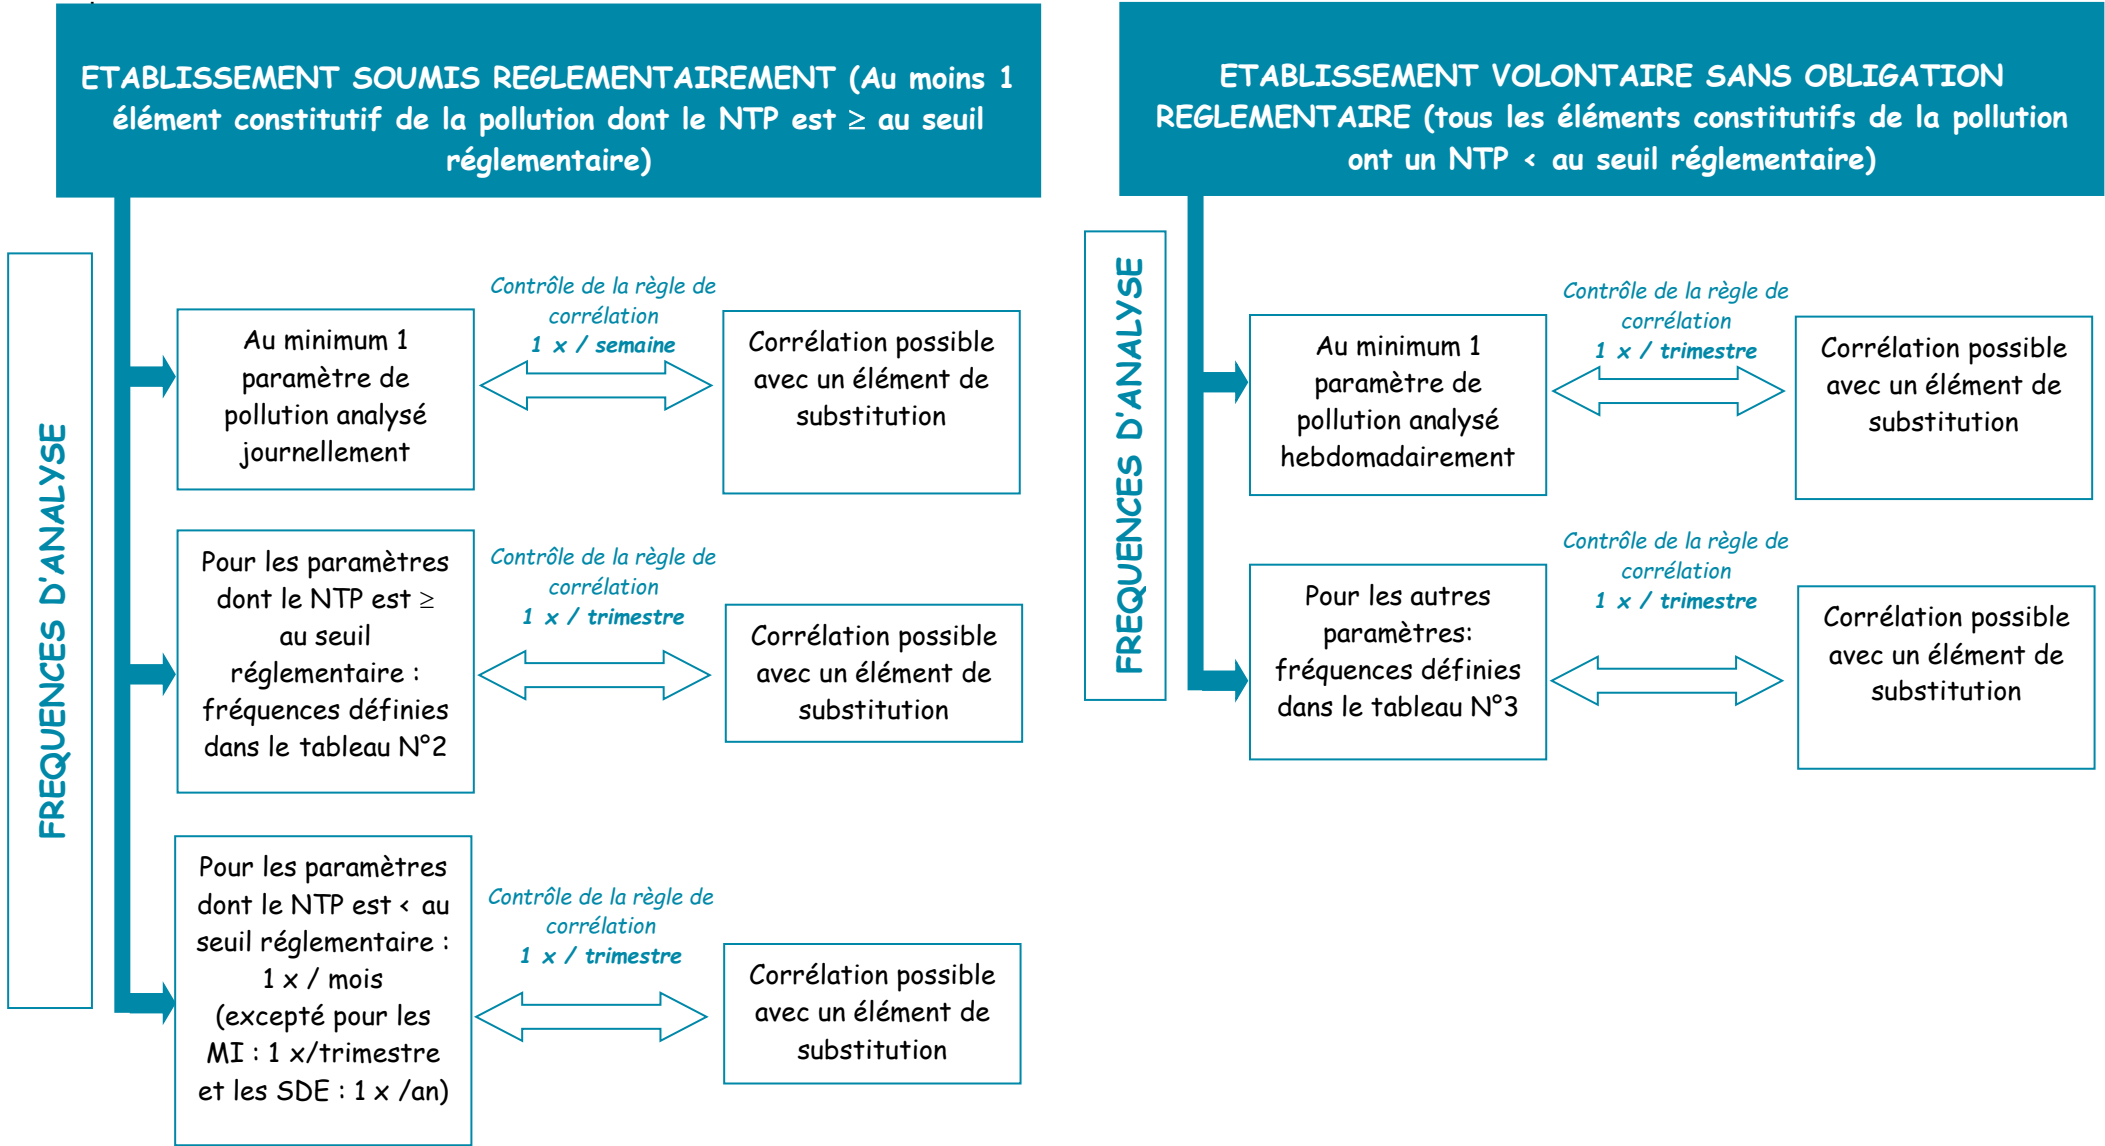 ETABLISSEMENT SOUMIS REGLEMENTAIREMENT (Au moins 1
élément constitutif de la pollution dont le NTP est ≥ au seuil
réglementaire)
FREQUENCES D'ANALYSE
Au minimum 1
paramètre de
pollution analysé
journellement
Contrôle de la règle de
corrélation
1 x / semaine
Corrélation possible
avec un élément de
substitution
Pour les paramètres
dont le NTP est ≥
au seuil
réglementaire :
fréquences définies
dans le tableau N°2
Contrôle de la règle de
corrélation
1 x / trimestre
Corrélation possible
avec un élément de
substitution
Pour les paramètres
dont le NTP est < au
seuil réglementaire :
1 x / mois
(excepté pour les
MI : 1 x/trimestre
et les SDE : 1 x /an)
Contrôle de la règle de
corrélation
1 x / trimestre
Corrélation possible
avec un élément de
substitution
ETABLISSEMENT VOLONTAIRE SANS OBLIGATION
REGLEMENTAIRE (tous les éléments constitutifs de la pollution
ont un NTP < au seuil réglementaire)
FREQUENCES D'ANALYSE
Au minimum 1
paramètre de
pollution analysé
hebdomadairement
Contrôle de la règle de
corrélation
1 x / trimestre
Corrélation possible
avec un élément de
substitution
Pour les autres
paramètres:
fréquences définies
dans le tableau N°3
Contrôle de la règle de
corrélation
1 x / trimestre
Corrélation possible
avec un élément de
substitution